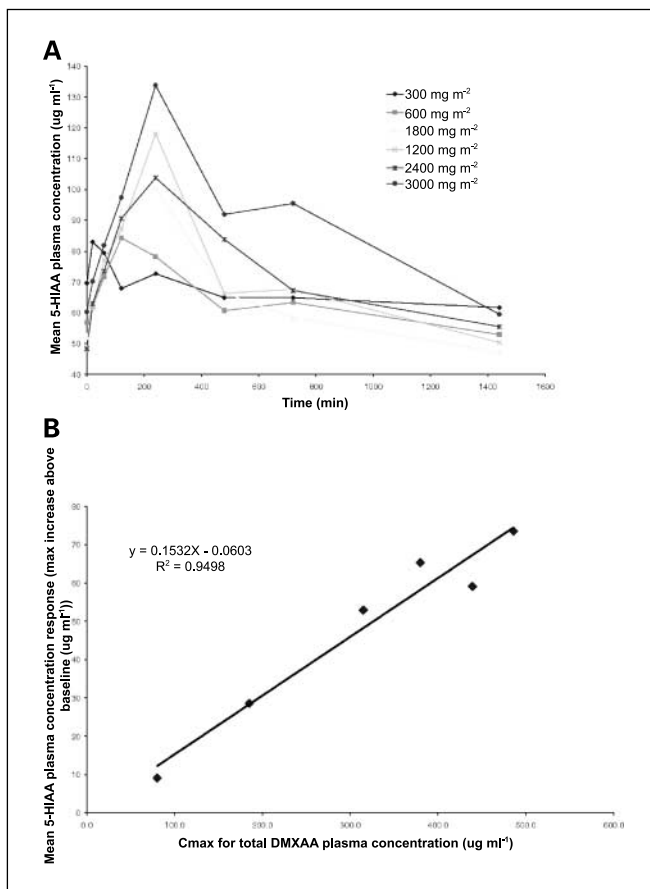 A
Mean 5-HIAA plasma concentration (ug ml⁻¹)
150
140
130
120
110
100
90
80
70
60
50
40
0
200
400
600
800
1000
1200
1400
1600
Time (min)
300 mg m⁻²
600 mg m⁻²
1800 mg m⁻²
1200 mg m⁻²
2400 mg m⁻²
3000 mg m⁻²
B
Mean 5-HIAA plasma concentration response (max increase above
baseline (ug ml⁻¹))
80
70
60
50
40
30
20
10
0
y = 0.1532X - 0.0603
R² = 0.9498
0.0
100.0
200.0
300.0
400.0
500.0
600.0
Cmax for total DMXAA plasma concentration (ug ml⁻¹)